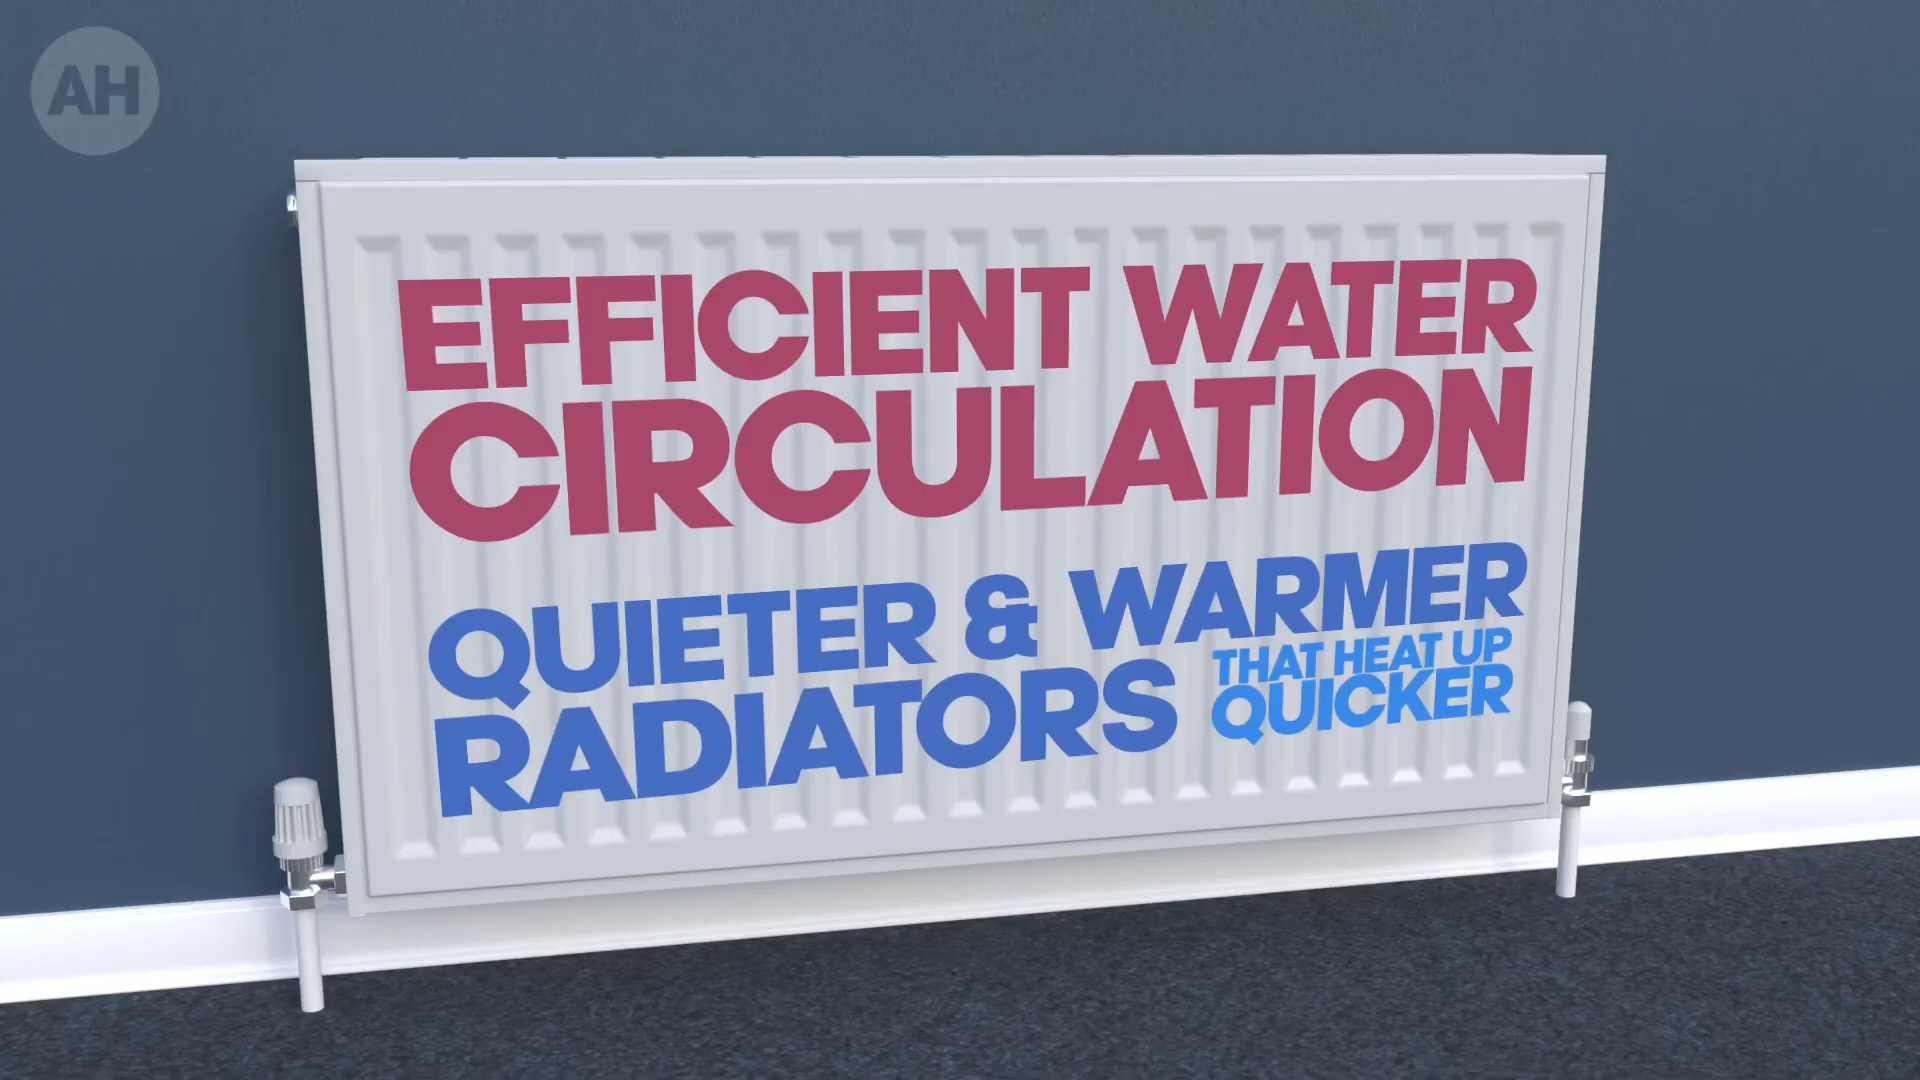 AH
EFFICIENT WATER
CIRCULATION
QUIETER & WARMER
RADIATORS
THAT HEAT UP
QUICKER